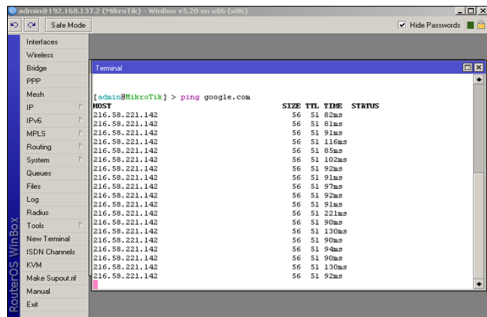 admin@192.168.137.2 (MikroTik) - WinBox v5.20 on x86 (x86)
Safe Mode
Hide Passwords
Interfaces
Wireless
Bridge
PPP
Mesh
IP
IPv6
MPLS
Routing
System
Queues
Files
Log
Radius
Tools
New Terminal
ISDN Channels
KVM
Make Supout.rif
Manual
Exit
RouterOS WinBox
Terminal
[admin@MikroTik] > ping google.com
HOST SIZE TTL TIME STATUS
216.58.221.142 56 51 82ms
216.58.221.142 56 51 81ms
216.58.221.142 56 51 91ms
216.58.221.142 56 51 116ms
216.58.221.142 56 51 85ms
216.58.221.142 56 51 102ms
216.58.221.142 56 51 92ms
216.58.221.142 56 51 91ms
216.58.221.142 56 51 97ms
216.58.221.142 56 51 92ms
216.58.221.142 56 51 91ms
216.58.221.142 56 51 221ms
216.58.221.142 56 51 90ms
216.58.221.142 56 51 130ms
216.58.221.142 56 51 90ms
216.58.221.142 56 51 94ms
216.58.221.142 56 51 90ms
216.58.221.142 56 51 130ms
216.58.221.142 56 51 92ms